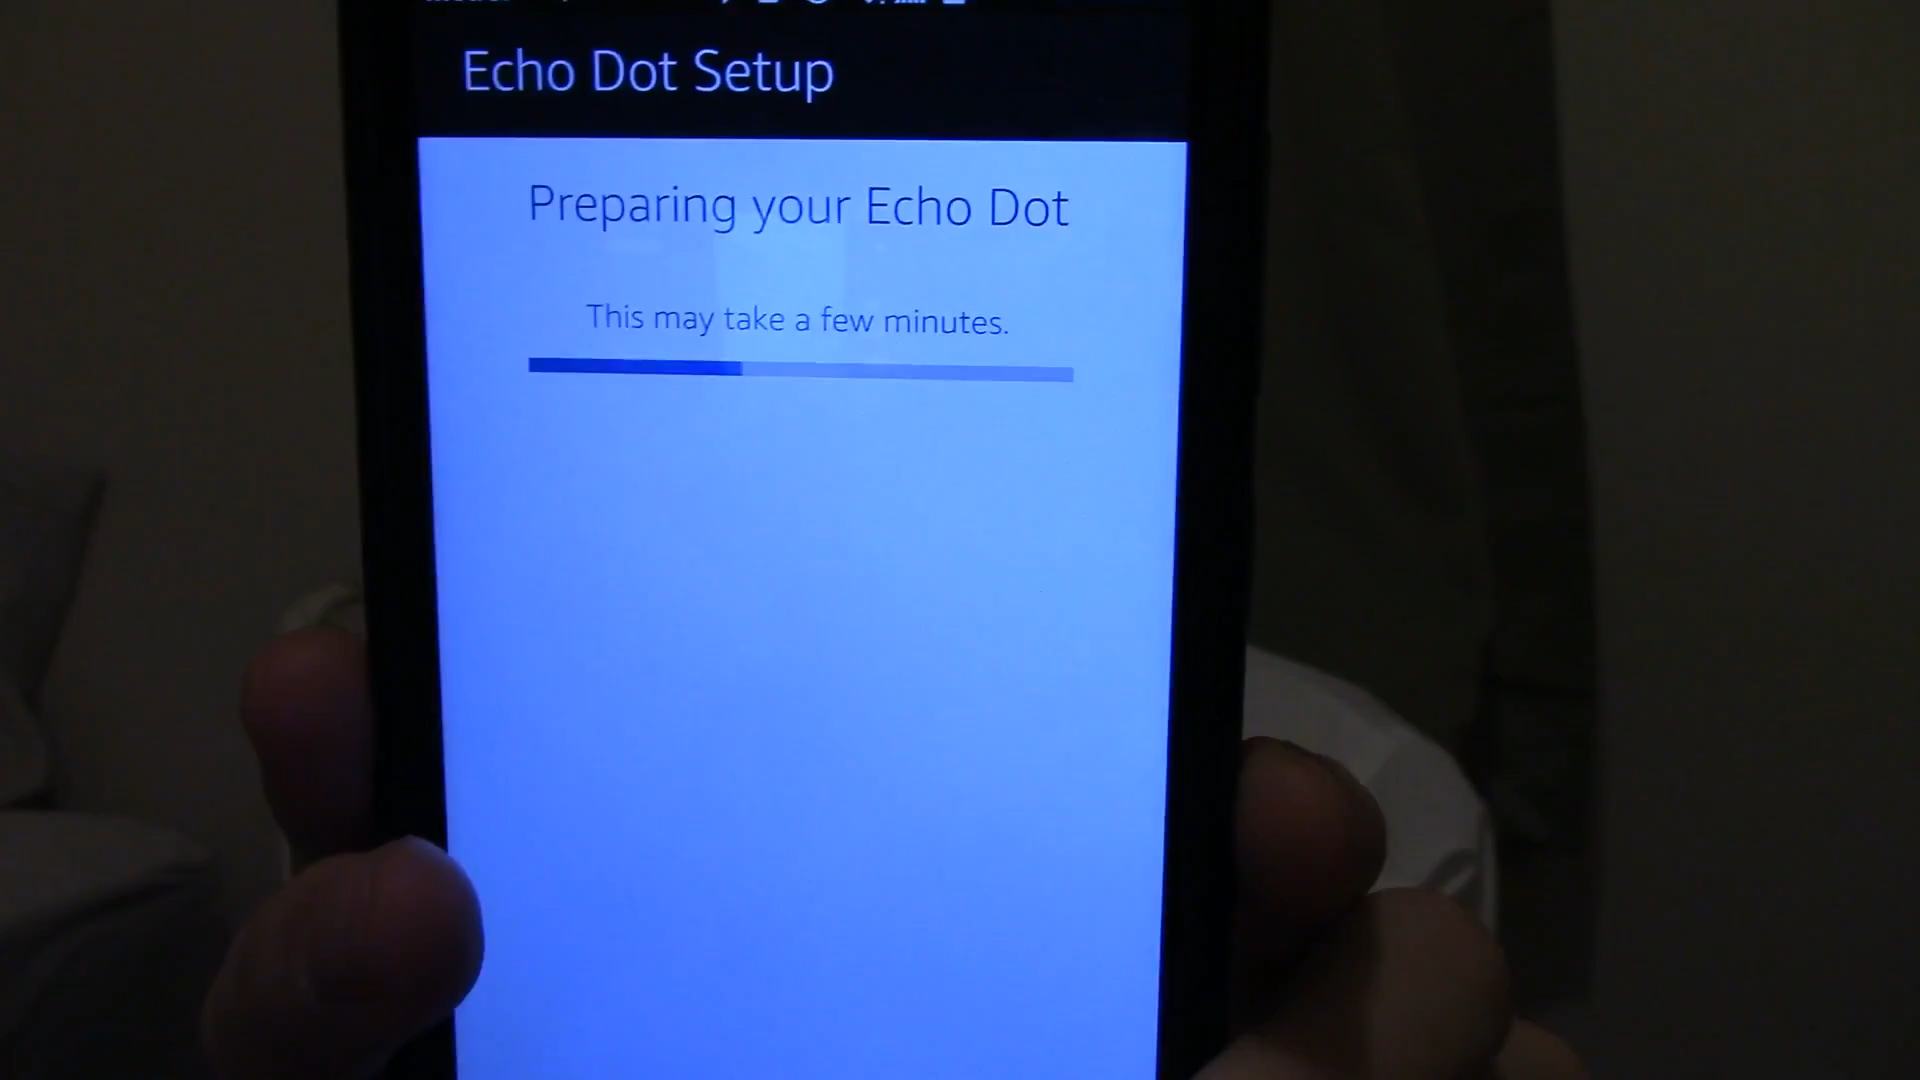 Echo Dot Setup
Preparing your Echo Dot
This may take a few minutes.